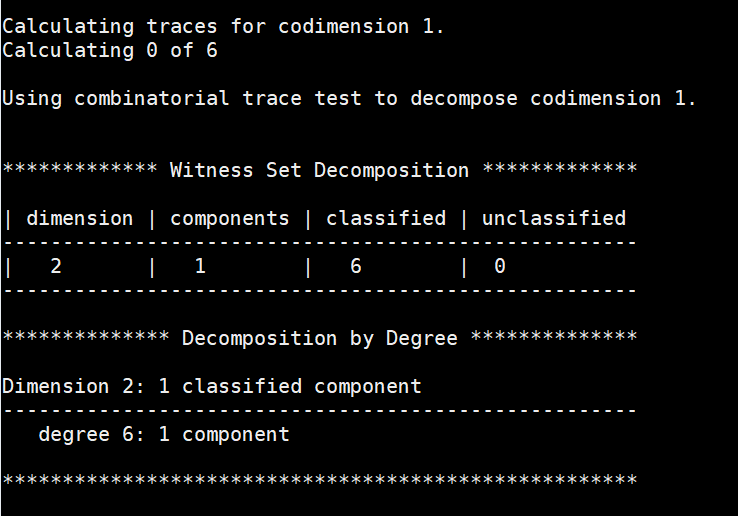 Calculating traces for codimension 1.
Calculating 0 of 6
Using combinatorial trace test to decompose codimension 1.
************* Witness Set Decomposition *************
| dimension | components | classified | unclassified
-----------------------------------------------------
|   2       |   1        |   6        |  0
-----------------------------------------------------
************** Decomposition by Degree **************
Dimension 2: 1 classified component
-----------------------------------------------------
   degree 6: 1 component
*****************************************************